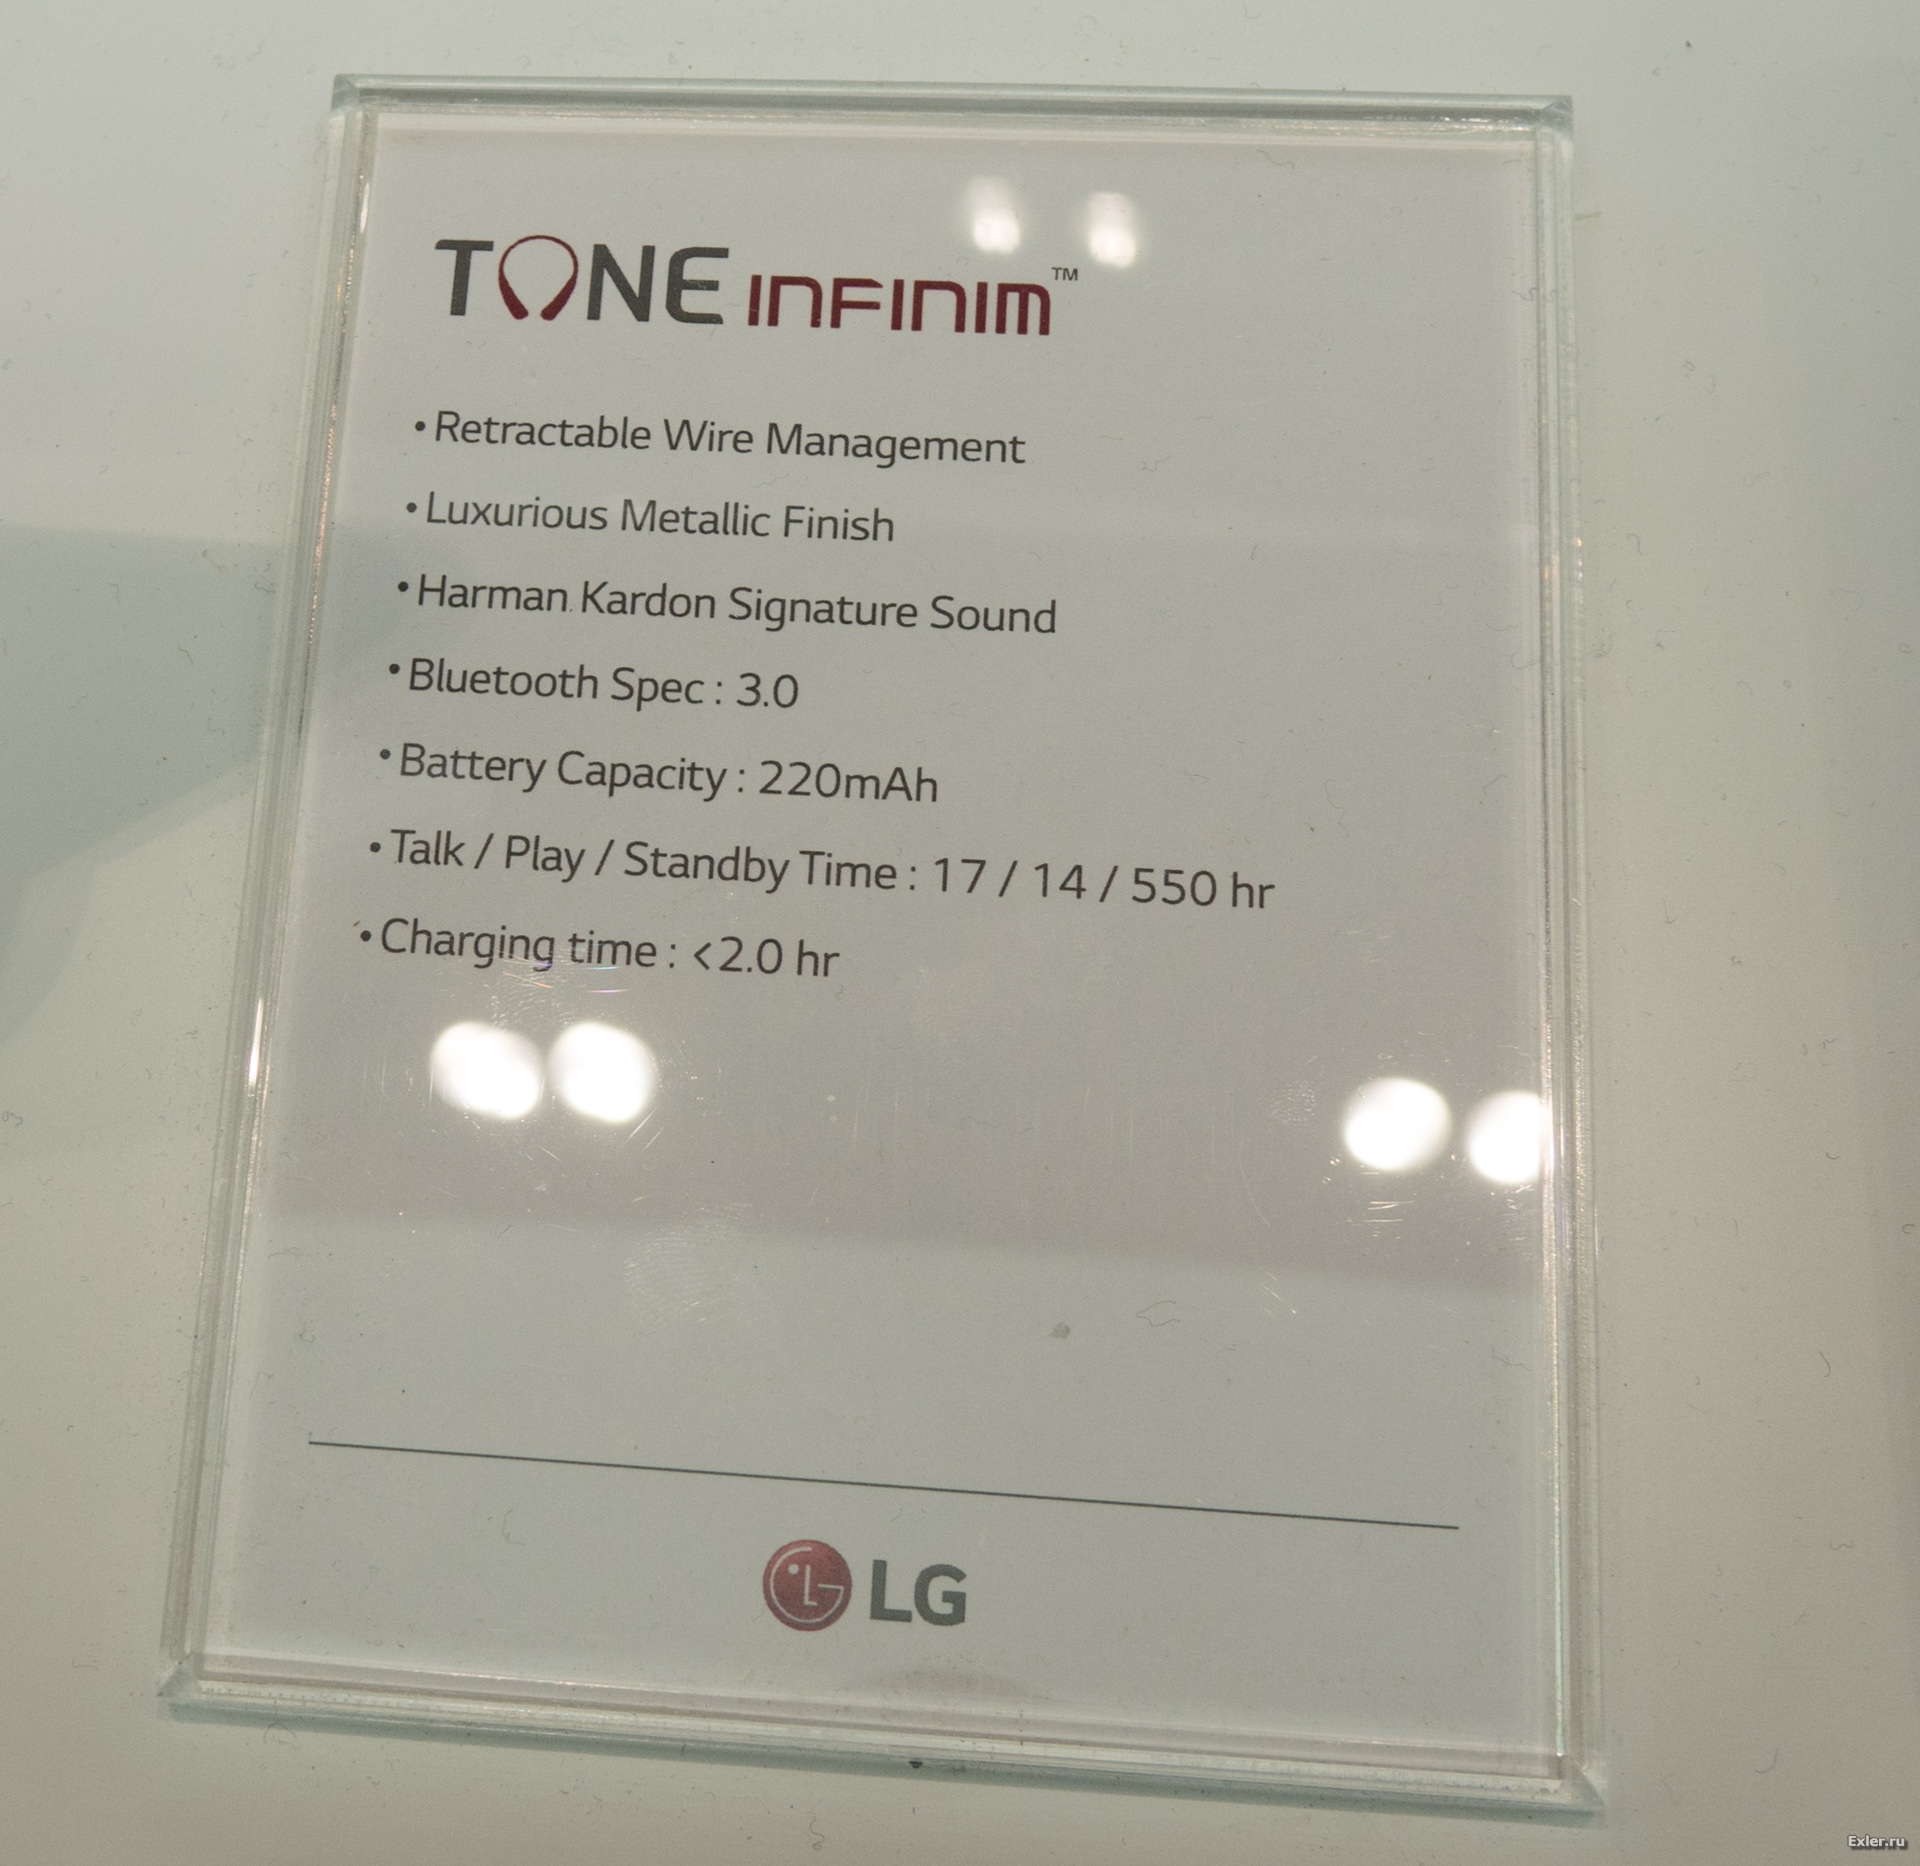 TONE INFINIM™
• Retractable Wire Management
• Luxurious Metallic Finish
• Harman Kardon Signature Sound
• Bluetooth Spec : 3.0
• Battery Capacity : 220mAh
• Talk / Play / Standby Time : 17 / 14 / 550 hr
• Charging time : <2.0 hr
LG
Exler.ru